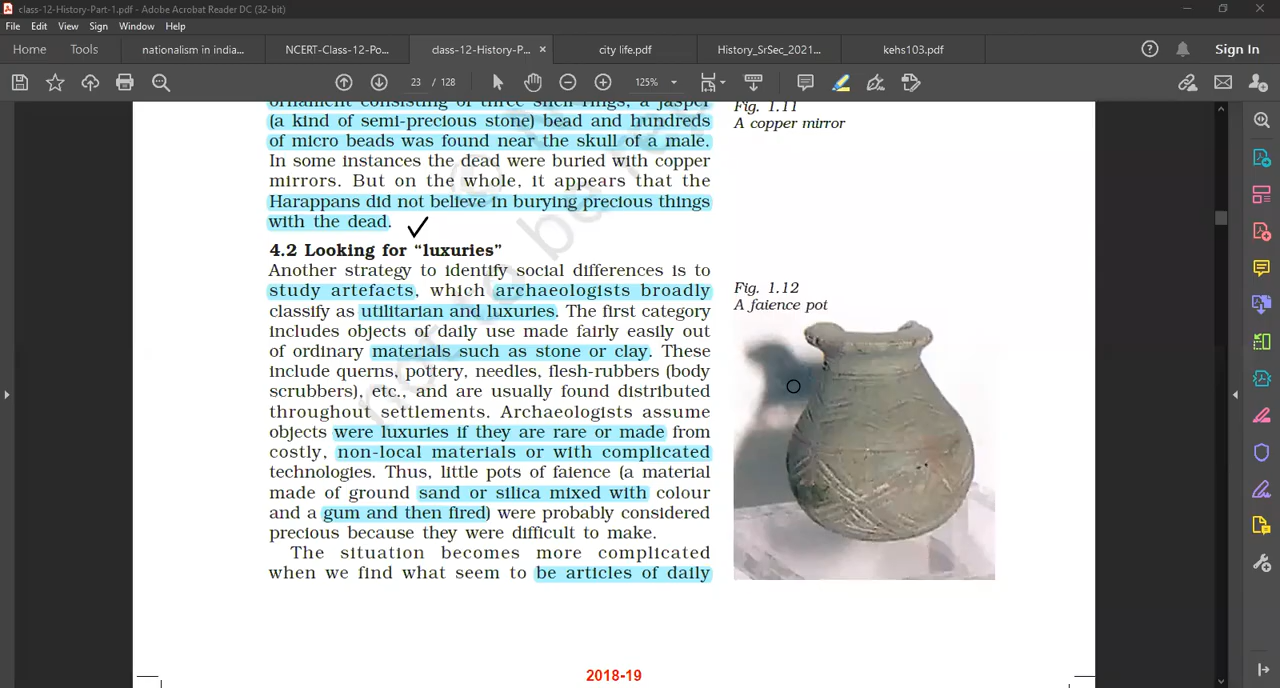 class-12-History-Part-1.pdf - Adobe Acrobat Reader DC (32-bit)
File Edit View Sign Window Help
Home Tools nationalism in india... NCERT-Class-12-Po... class-12-History-P... × city life.pdf History_SrSec_2021... kehs103.pdf Sign In
23 / 128 125%
ornament consisting of three shell rings, a jasper
(a kind of semi-precious stone) bead and hundreds
of micro beads was found near the skull of a male.
In some instances the dead were buried with copper
mirrors. But on the whole, it appears that the
Harappans did not believe in burying precious things
with the dead.
4.2 Looking for “luxuries”
Another strategy to identify social differences is to
study artefacts, which archaeologists broadly
classify as utilitarian and luxuries. The first category
includes objects of daily use made fairly easily out
of ordinary materials such as stone or clay. These
include querns, pottery, needles, flesh-rubbers (body
scrubbers), etc., and are usually found distributed
throughout settlements. Archaeologists assume
objects were luxuries if they are rare or made from
costly, non-local materials or with complicated
technologies. Thus, little pots of faience (a material
made of ground sand or silica mixed with colour
and a gum and then fired) were probably considered
precious because they were difficult to make.
The situation becomes more complicated
when we find what seem to be articles of daily
Fig. 1.11
A copper mirror
Fig. 1.12
A faience pot
2018-19